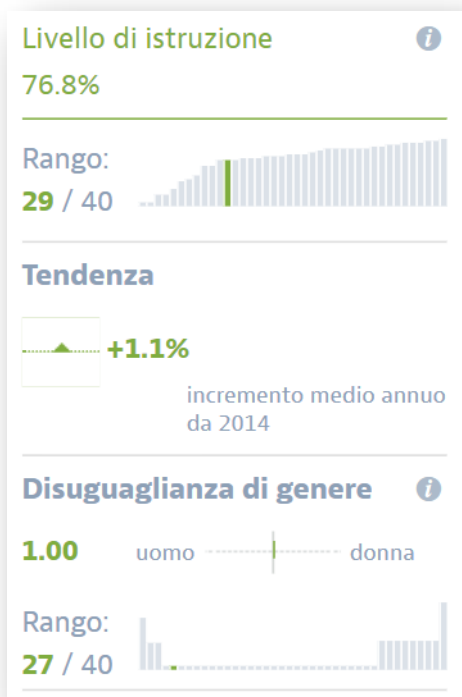 Livello di istruzione
76.8%
Rango:
29 / 40
Tendenza
+1.1%
incremento medio annuo
da 2014
Disuguaglianza di genere
1.00 uomo donna
Rango:
27 / 40